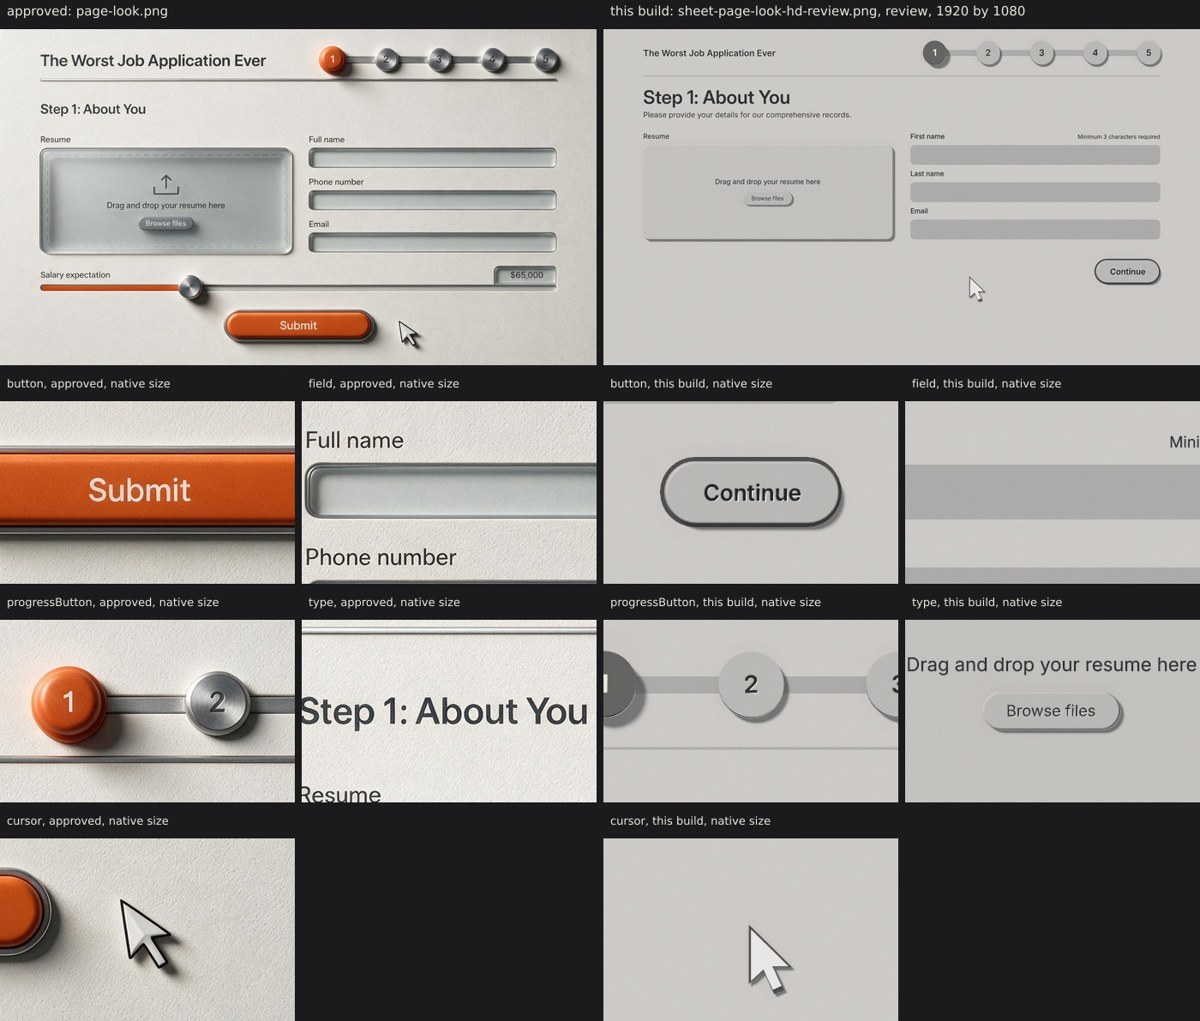 approved: page-look.png
this build: sheet-page-look-hd-review.png, review, 1920 by 1080
The Worst Job Application Ever
1 2 3 4 5
Step 1: About You
Resume
Full name
Drag and drop your resume here
Browse files
Phone number
Email
Salary expectation
$65,000
Submit
The Worst Job Application Ever
1 2 3 4 5
Step 1: About You
Please provide your details for our comprehensive records.
Resume
First name
Minimum 3 characters required
Drag and drop your resume here
Browse files
Last name
Email
Continue
button, approved, native size
field, approved, native size
button, this build, native size
field, this build, native size
Submit
Full name
Phone number
Continue
Mini
progressButton, approved, native size
type, approved, native size
progressButton, this build, native size
type, this build, native size
1 2
Step 1: About You
Resume
1 2 3
Drag and drop your resume here
Browse files
cursor, approved, native size
cursor, this build, native size